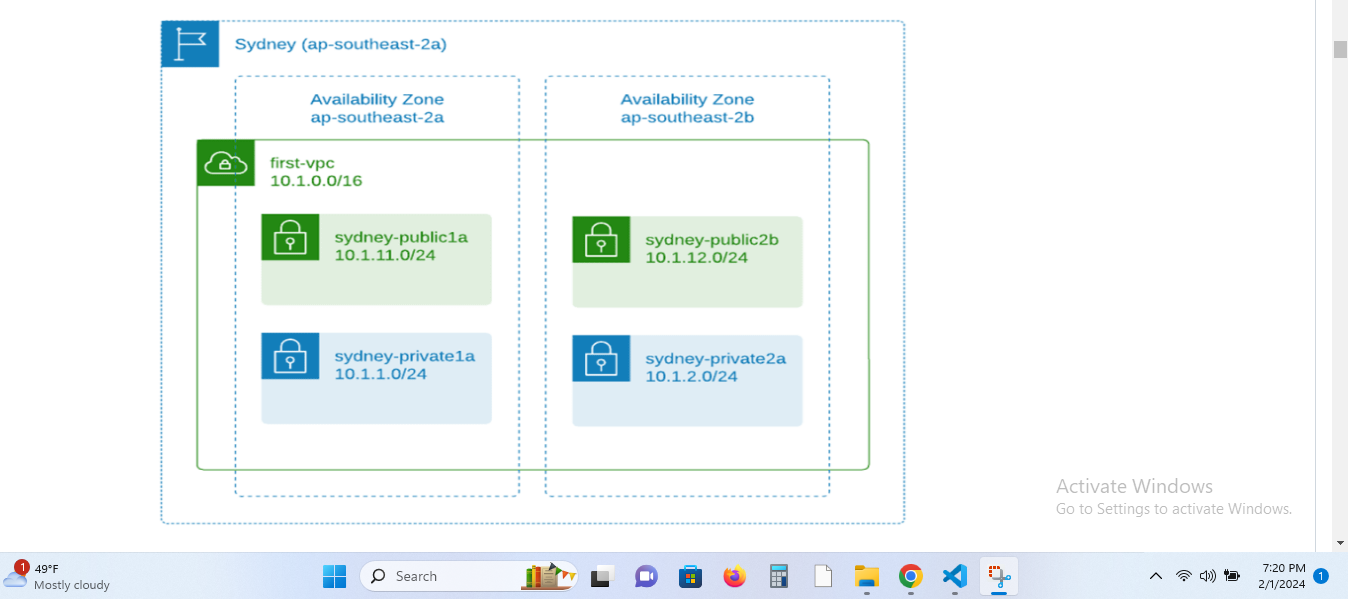 Sydney (ap-southeast-2a)
Availability Zone
ap-southeast-2a
Availability Zone
ap-southeast-2b
first-vpc
10.1.0.0/16
sydney-public1a
10.1.11.0/24
sydney-public2b
10.1.12.0/24
sydney-private1a
10.1.1.0/24
sydney-private2a
10.1.2.0/24
Activate Windows
Go to Settings to activate Windows.
1
49°F
Mostly cloudy
Search
7:20 PM
2/1/2024
1